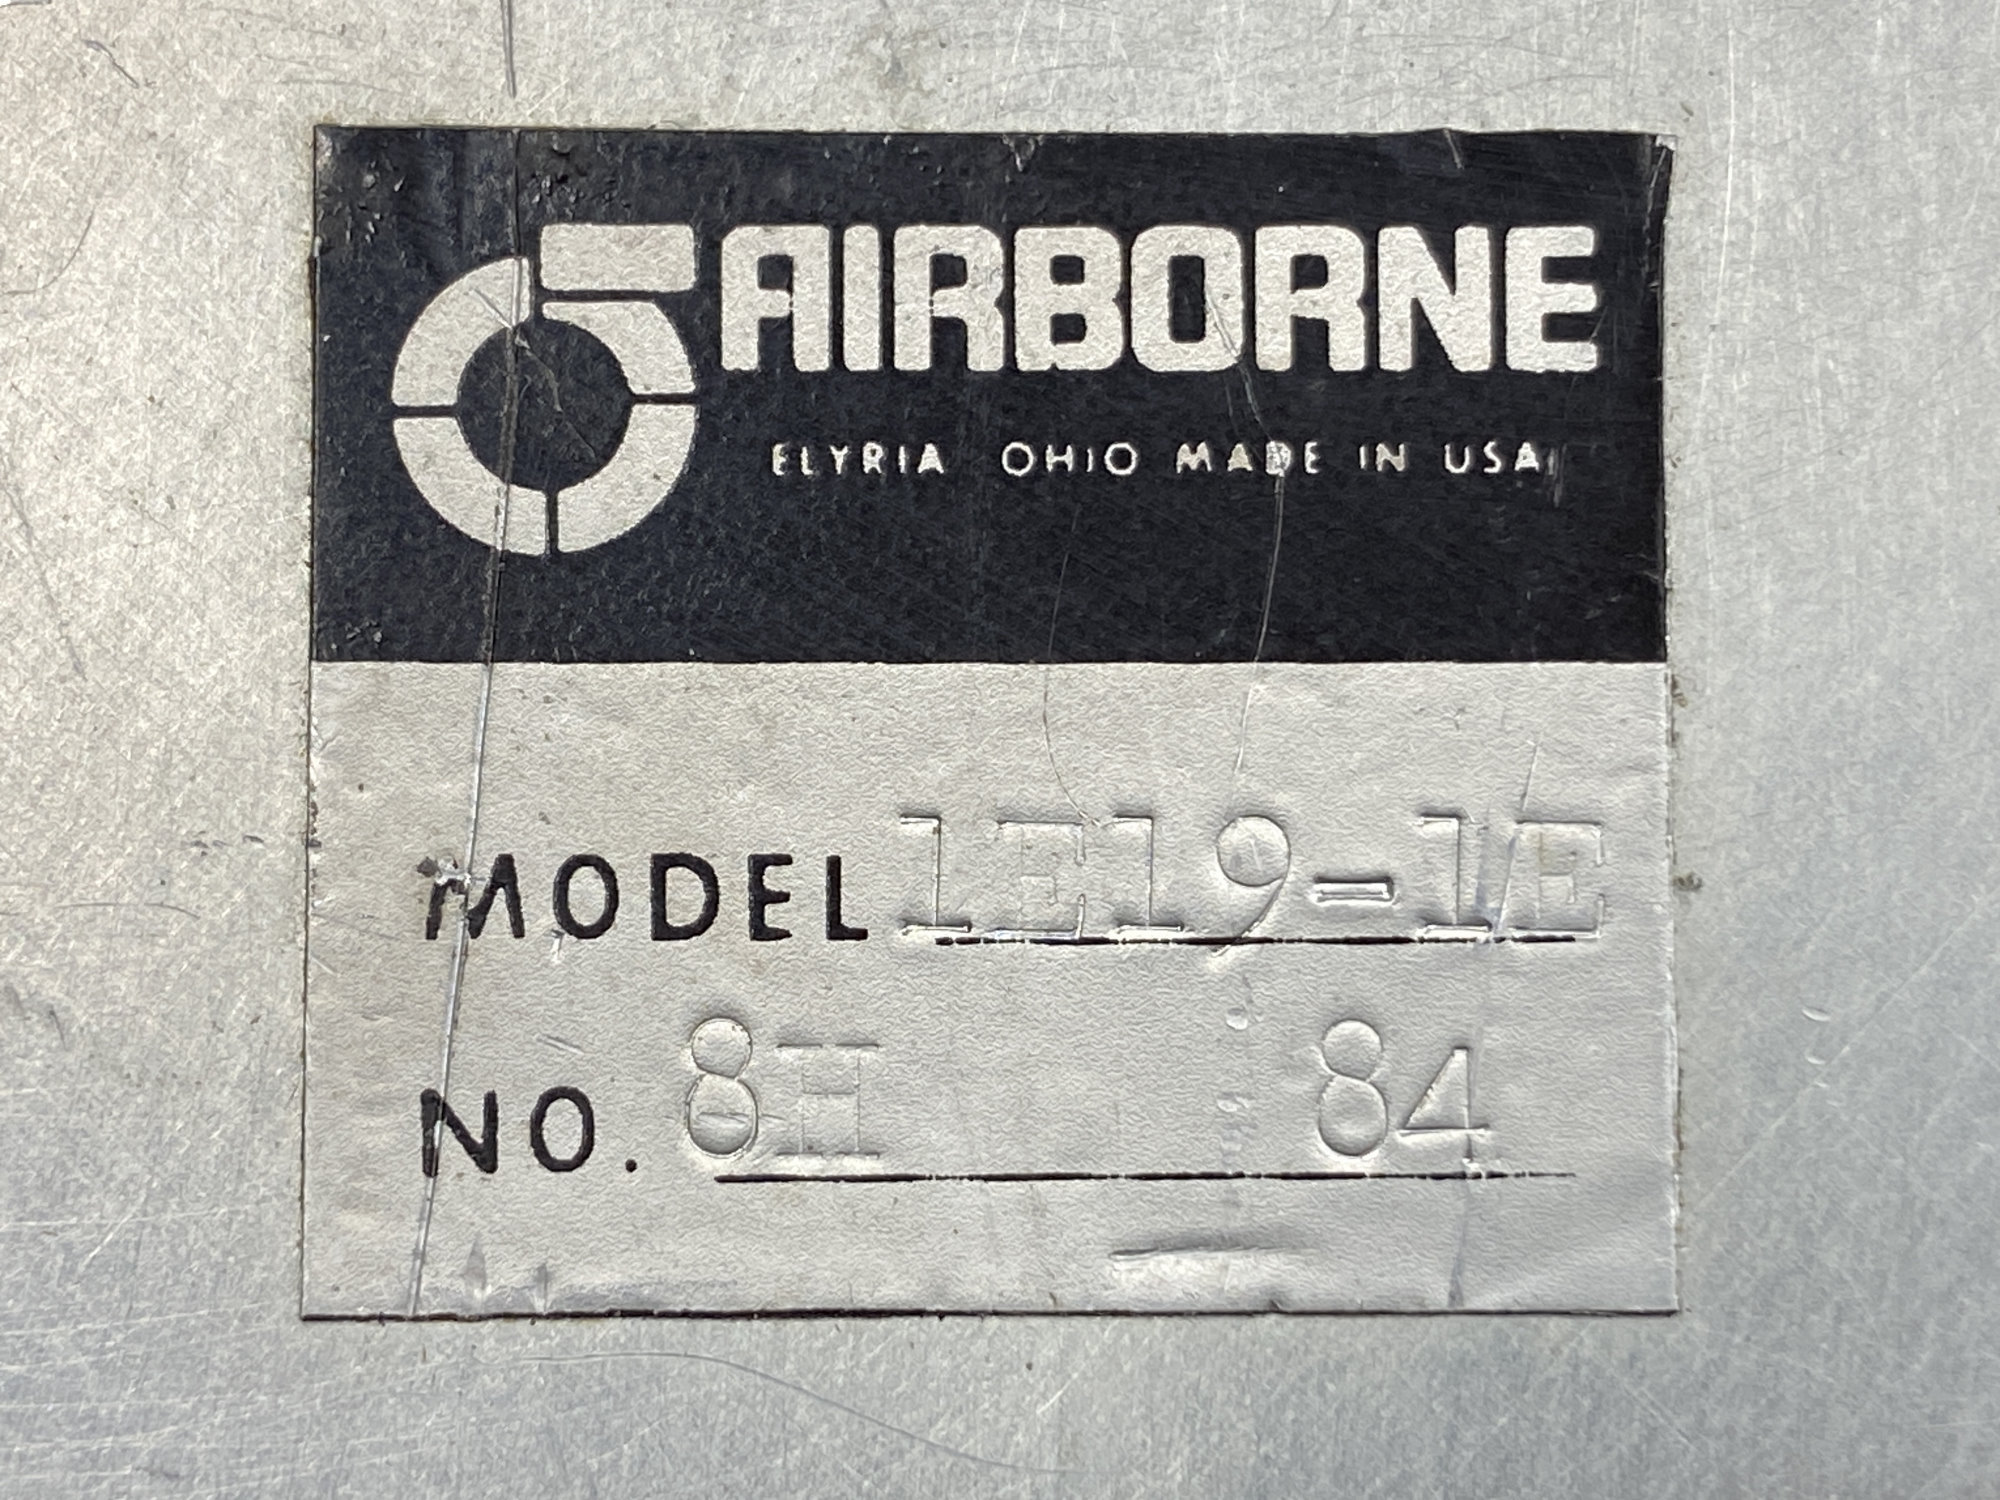 AIRBORNE
ELYRIA OHIO MADE IN USA
MODEL 1E19-1E
NO. 8H 84